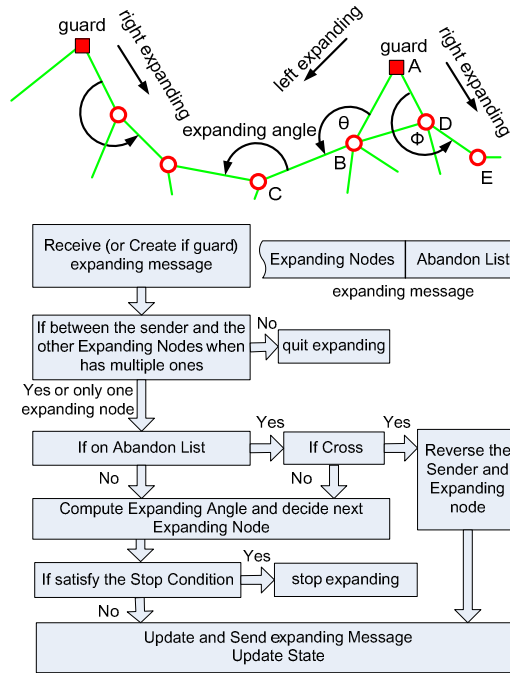 guard
right expanding
left expanding
guard
A
right expanding
expanding angle
θ
B
D
Φ
C
E
Receive (or Create if guard)
expanding message
Expanding Nodes
Abandon List
expanding message
If between the sender and the
other Expanding Nodes when
has multiple ones
No
quit expanding
Yes or only one
expanding node
If on Abandon List
Yes
If Cross
Yes
Reverse the
Sender and
Expanding
node
No
No
Compute Expanding Angle and decide next
Expanding Node
If satisfy the Stop Condition
Yes
stop expanding
No
Update and Send expanding Message
Update State